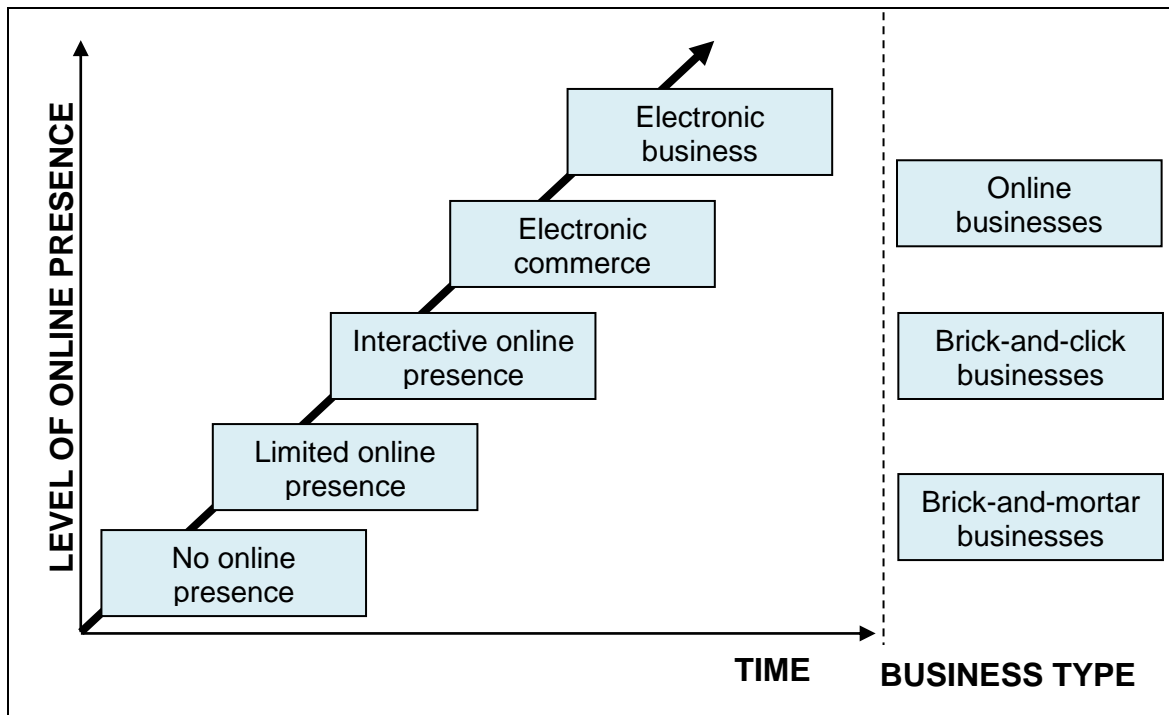 LEVEL OF ONLINE PRESENCE
Electronic
business
Electronic
commerce
Interactive online
presence
Limited online
presence
No online
presence
TIME
Online
businesses
Brick-and-click
businesses
Brick-and-mortar
businesses
BUSINESS TYPE